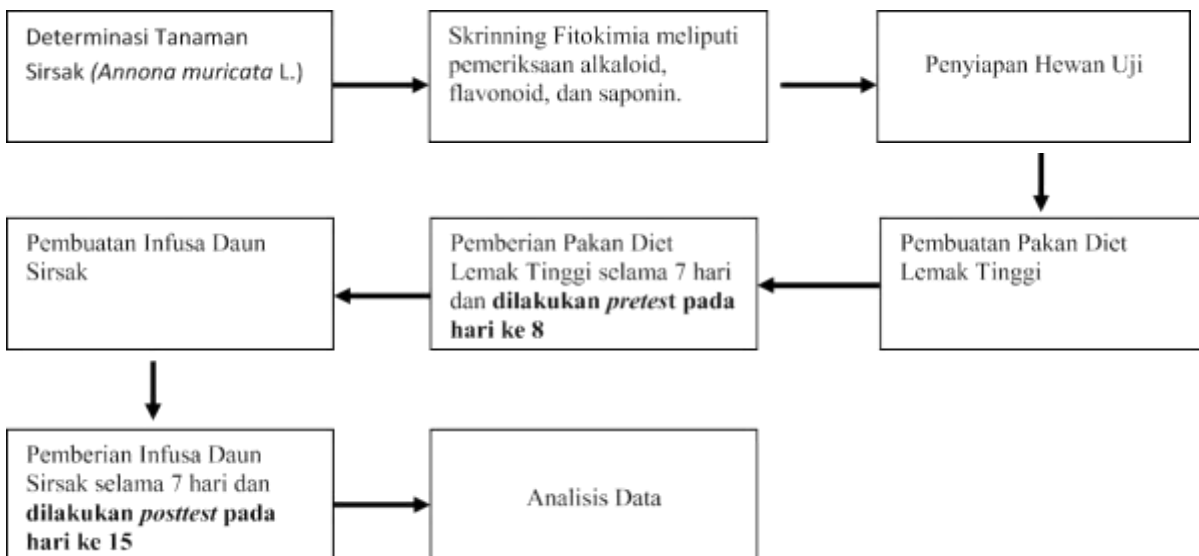 Determinasi Tanaman
Sirsak (Annona muricata L.)
Skrinning Fitokimia meliputi
pemeriksaan alkaloid,
flavonoid, dan saponin.
Penyiapan Hewan Uji
Pembuatan Pakan Diet
Lemak Tinggi
Pemberian Pakan Diet
Lemak Tinggi selama 7 hari
dan dilakukan pretest pada
hari ke 8
Pembuatan Infusa Daun
Sirsak
Pemberian Infusa Daun
Sirsak selama 7 hari dan
dilakukan posttest pada
hari ke 15
Analisis Data